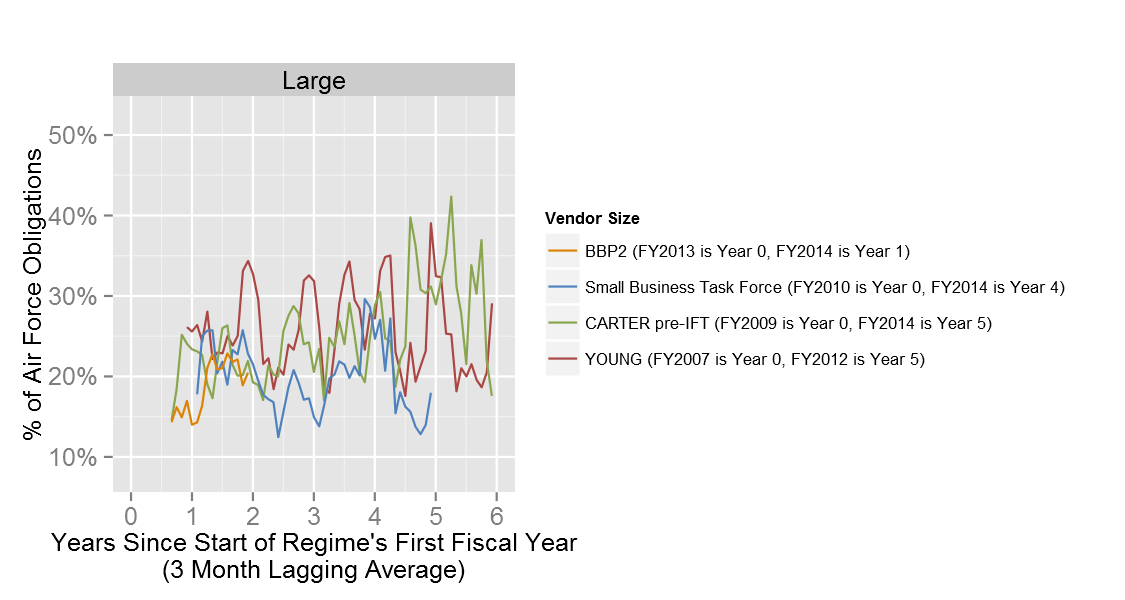 Large
50%
40%
30%
20%
10%
% of Air Force Obligations
0 1 2 3 4 5 6
Years Since Start of Regime's First Fiscal Year
(3 Month Lagging Average)
Vendor Size
BBP2 (FY2013 is Year 0, FY2014 is Year 1)
Small Business Task Force (FY2010 is Year 0, FY2014 is Year 4)
CARTER pre-IFT (FY2009 is Year 0, FY2014 is Year 5)
YOUNG (FY2007 is Year 0, FY2012 is Year 5)